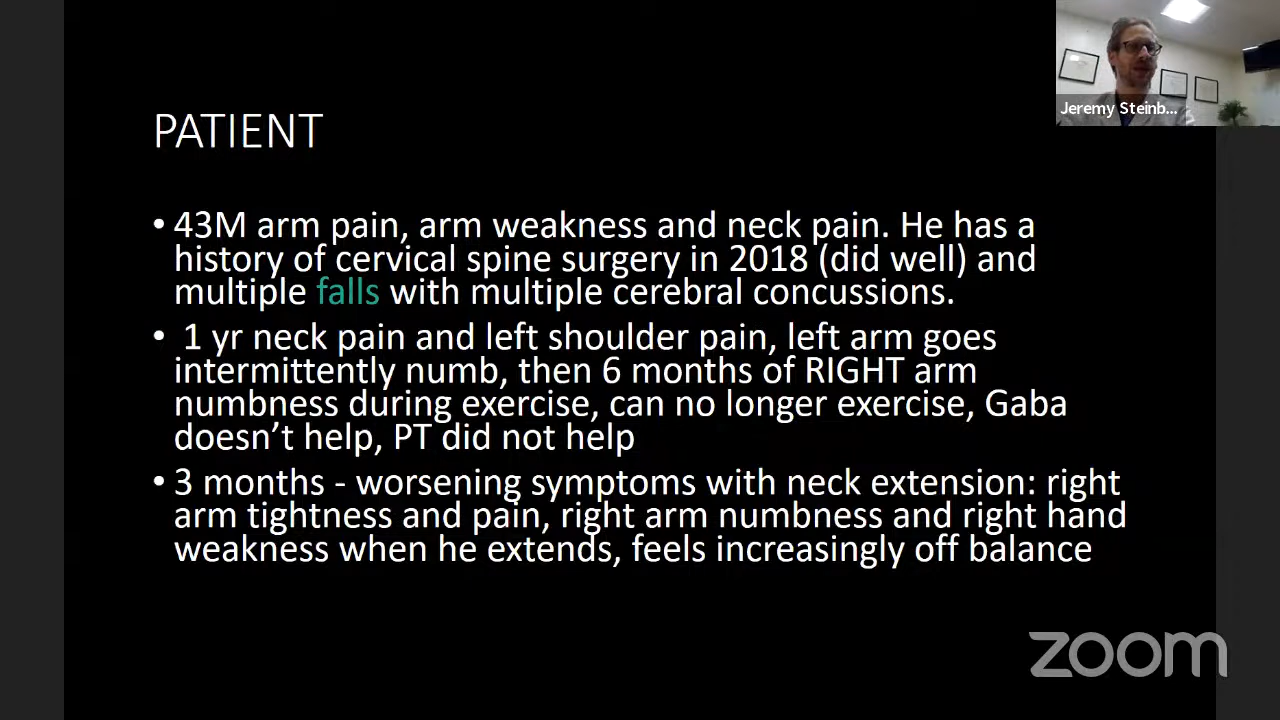 Jeremy Steinb...
PATIENT
• 43M arm pain, arm weakness and neck pain. He has a
history of cervical spine surgery in 2018 (did well) and
multiple falls with multiple cerebral concussions.
• 1 yr neck pain and left shoulder pain, left arm goes
intermittently numb, then 6 months of RIGHT arm
numbness during exercise, can no longer exercise, Gaba
doesn’t help, PT did not help
• 3 months - worsening symptoms with neck extension: right
arm tightness and pain, right arm numbness and right hand
weakness when he extends, feels increasingly off balance
zoom